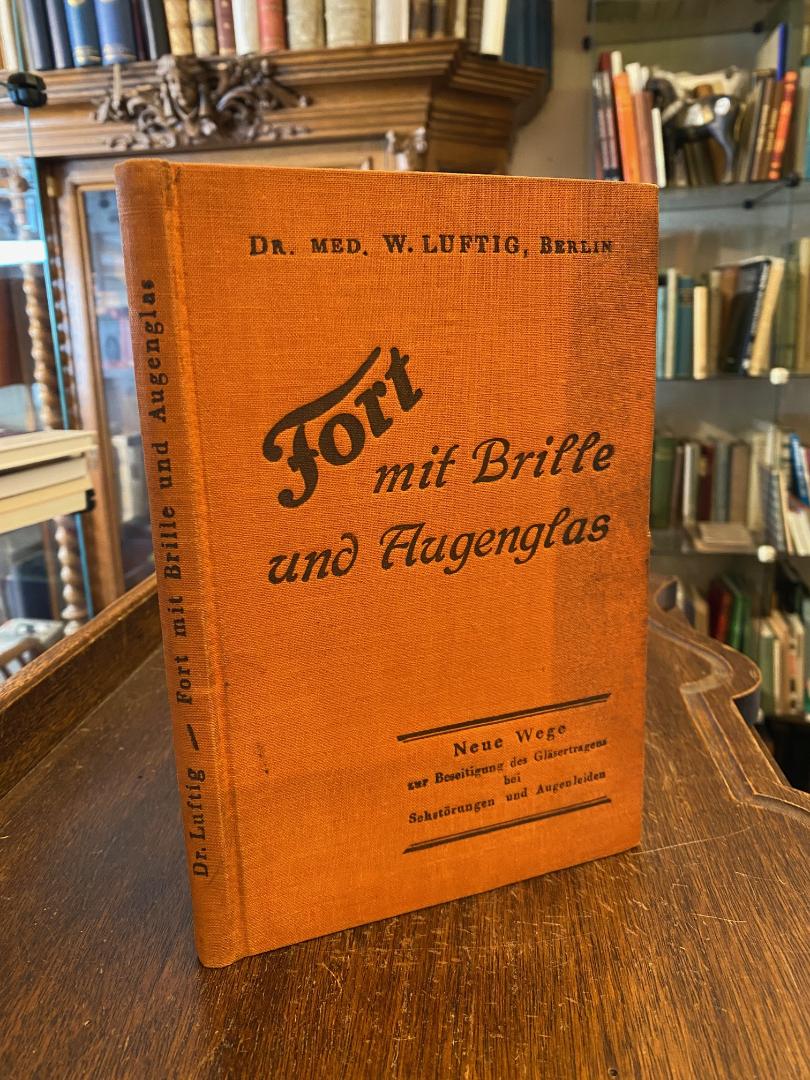 Dr. med. W. Luftig, Berlin
Fort
mit Brille
und Augenglas
Neue Wege
zur Beseitigung des Gläsertragens
bei
Sehstörungen und Augenleiden
Dr. Luftig — Fort mit Brille und Augenglas